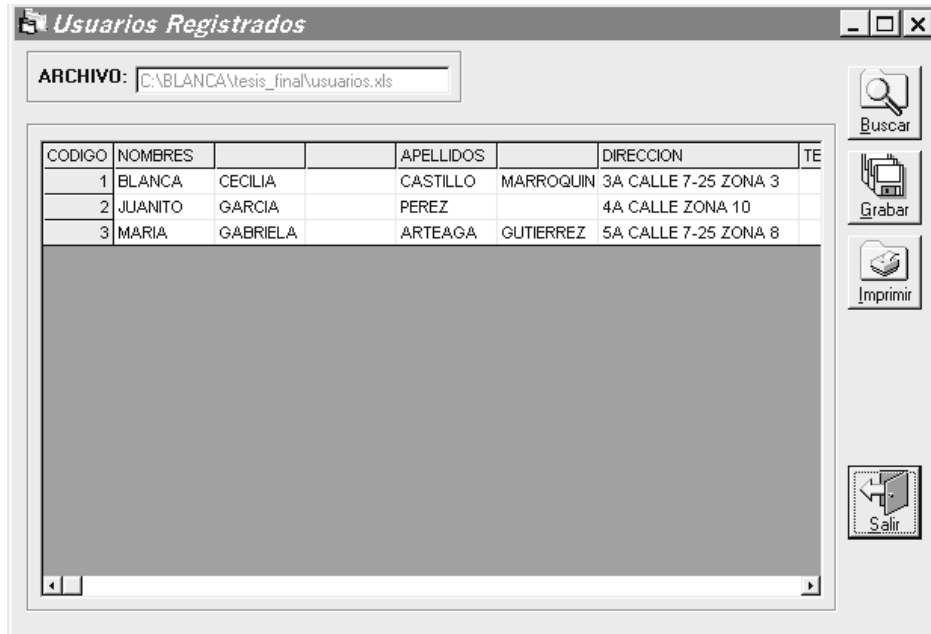 Usuarios Registrados
ARCHIVO: C:\BLANCA\tesis_final\usuarios.xls
Buscar
CODIGO NOMBRES APELLIDOS DIRECCION TE
1 BLANCA CECILIA CASTILLO MARROQUIN 3A CALLE 7-25 ZONA 3
2 JUANITO GARCIA PEREZ 4A CALLE ZONA 10
3 MARIA GABRIELA ARTEAGA GUTIERREZ 5A CALLE 7-25 ZONA 8
Grabar
Imprimir
Salir